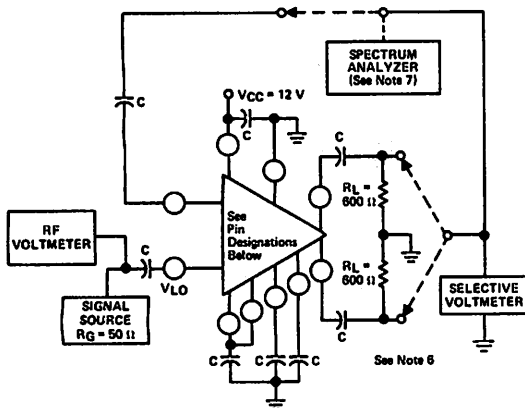 SPECTRUM
ANALYZER
(See Note 7)
C
VCC = 12 V
C
C
RL =
600 Ω
See
Pin
Designations
Below
RF
VOLTMETER
C
VLO
SIGNAL
SOURCE
RG = 50 Ω
RL =
600 Ω
SELECTIVE
VOLTMETER
C
C
C
C
See Note 6